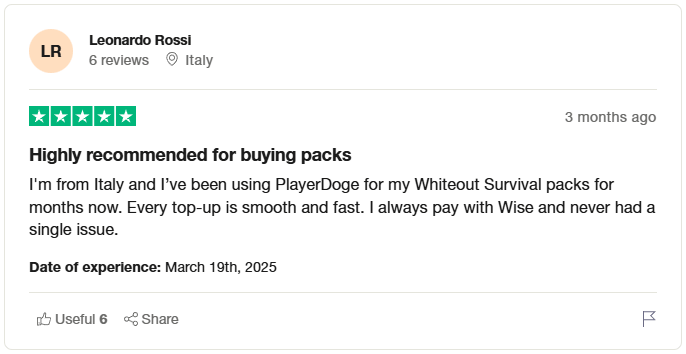 LR
Leonardo Rossi
6 reviews Italy
3 months ago
Highly recommended for buying packs
I'm from Italy and I’ve been using PlayerDoge for my Whiteout Survival packs for
months now. Every top-up is smooth and fast. I always pay with Wise and never had a
single issue.
Date of experience: March 19th, 2025
Useful 6 Share